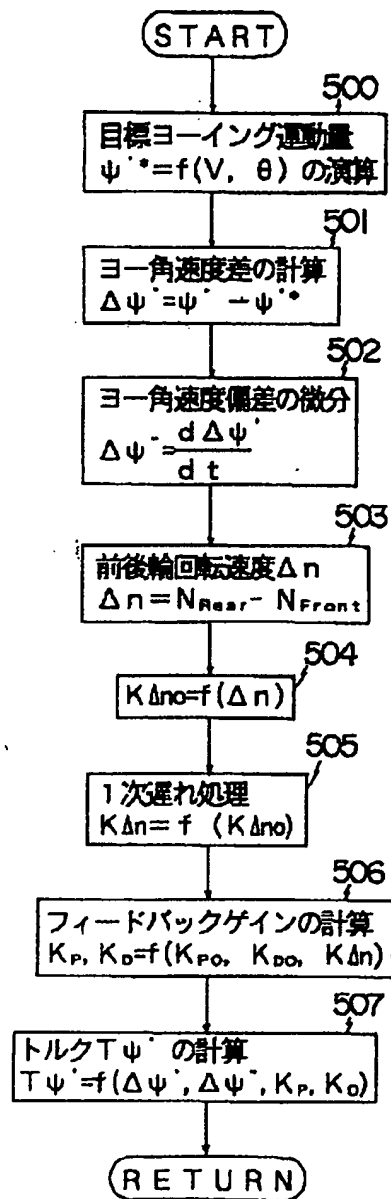 START
500
目標ヨーイング運動量
ψ˙*=f(V, θ) の演算
501
ヨー角速度差の計算
Δψ˙=ψ˙-ψ˙*
502
ヨー角速度偏差の微分
Δψ¨=dΔψ˙/dt
503
前後輪回転速度Δn
Δn=NRear-NFront
504
KΔno=f(Δn)
505
1次遅れ処理
KΔn=f (KΔno)
506
フィードバックゲインの計算
KP, KD=f(KPO, KDO, KΔn)
507
トルクTψ˙ の計算
Tψ˙=f(Δψ˙, Δψ¨, KP, KD)
RETURN